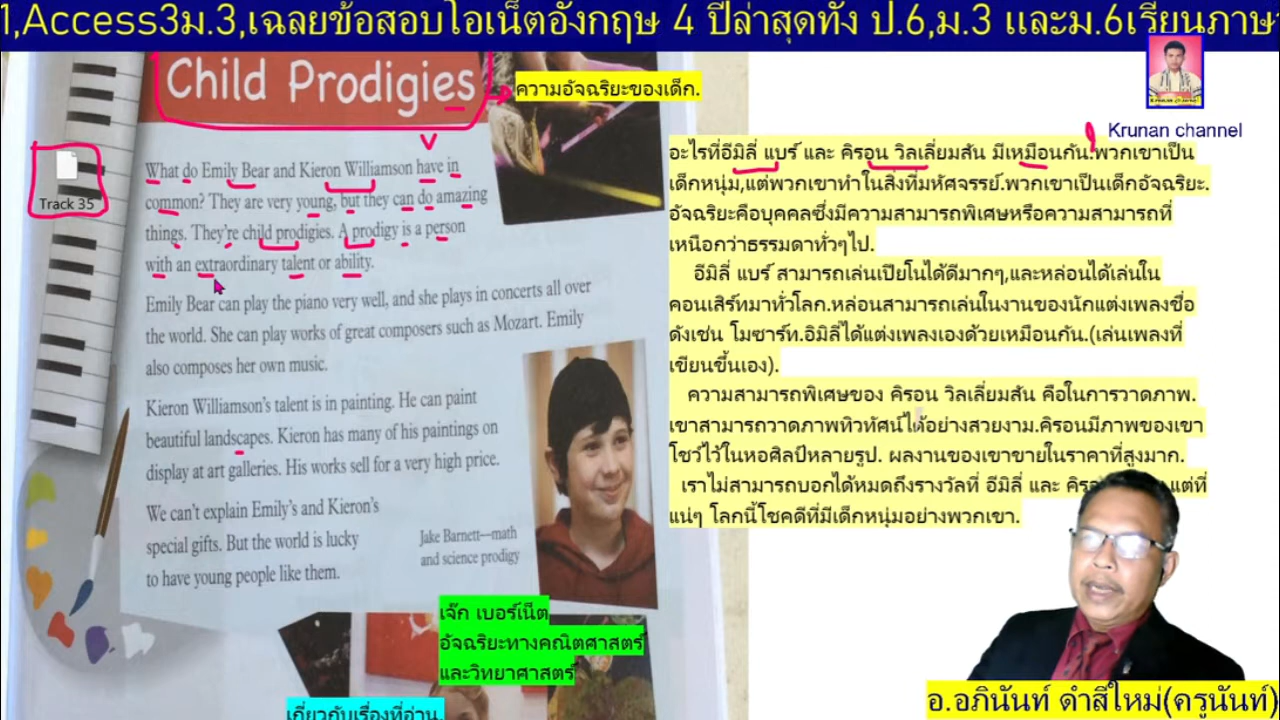 1,Access3ม.3,เฉลยข้อสอบโอเน็ตอังกฤษ 4 ปีล่าสุดทั้ง ป.6,ม.3 และม.6เรียนภาษา
Child Prodigies
ความอัจฉริยะของเด็ก.
Krunan channel
Track 35
What do Emily Bear and Kieron Williamson have in
common? They are very young, but they can do amazing
things. They're child prodigies. A prodigy is a person
with an extraordinary talent or ability.
Emily Bear can play the piano very well, and she plays in concerts all over
the world. She can play works of great composers such as Mozart. Emily
also composes her own music.
Kieron Williamson's talent is in painting. He can paint
beautiful landscapes. Kieron has many of his paintings on
display at art galleries. His works sell for a very high price.
We can't explain Emily's and Kieron's
special gifts. But the world is lucky
to have young people like them.
Jake Barnett—math
and science prodigy
เจ๊ก เบอร์เน็ต
อัจฉริยะทางคณิตศาสตร์
และวิทยาศาสตร์
เกี่ยวกับเรื่องที่อ่าน.
อะไรที่อีมิลี่ แบร์ และ คิรอน วิลเลี่ยมสัน มีเหมือนกัน.พวกเขาเป็น
เด็กหนุ่ม,แต่พวกเขาทำในสิ่งที่มหัศจรรย์.พวกเขาเป็นเด็กอัจฉริยะ.
อัจฉริยะคือบุคคลซึ่งมีความสามารถพิเศษหรือความสามารถที่
เหนือกว่าธรรมดาทั่วๆไป.
อีมิลี่ แบร์ สามารถเล่นเปียโนได้ดีมากๆ,และหล่อนได้เล่นใน
คอนเสิร์ทมาทั่วโลก.หล่อนสามารถเล่นในงานของนักแต่งเพลงชื่อ
ดังเช่น โมซาร์ท.อิมิลี่ได้แต่งเพลงเองด้วยเหมือนกัน.(เล่นเพลงที่
เขียนขึ้นเอง).
ความสามารถพิเศษของ คิรอน วิลเลี่ยมสัน คือในการวาดภาพ.
เขาสามารถวาดภาพทิวทัศน์ได้อย่างสวยงาม.คิรอนมีภาพของเขา
โชว์ไว้ในหอศิลป์หลายรูป. ผลงานของเขาขายในราคาที่สูงมาก.
เราไม่สามารถบอกได้หมดถึงรางวัลที่ อีมิลี่ และ แต่ที่
แน่ๆ โลกนี้โชคดีที่มีเด็กหนุ่มอย่างพวกเขา.
อ.อภินันท์ ดำสีใหม่(ครูนันท์)